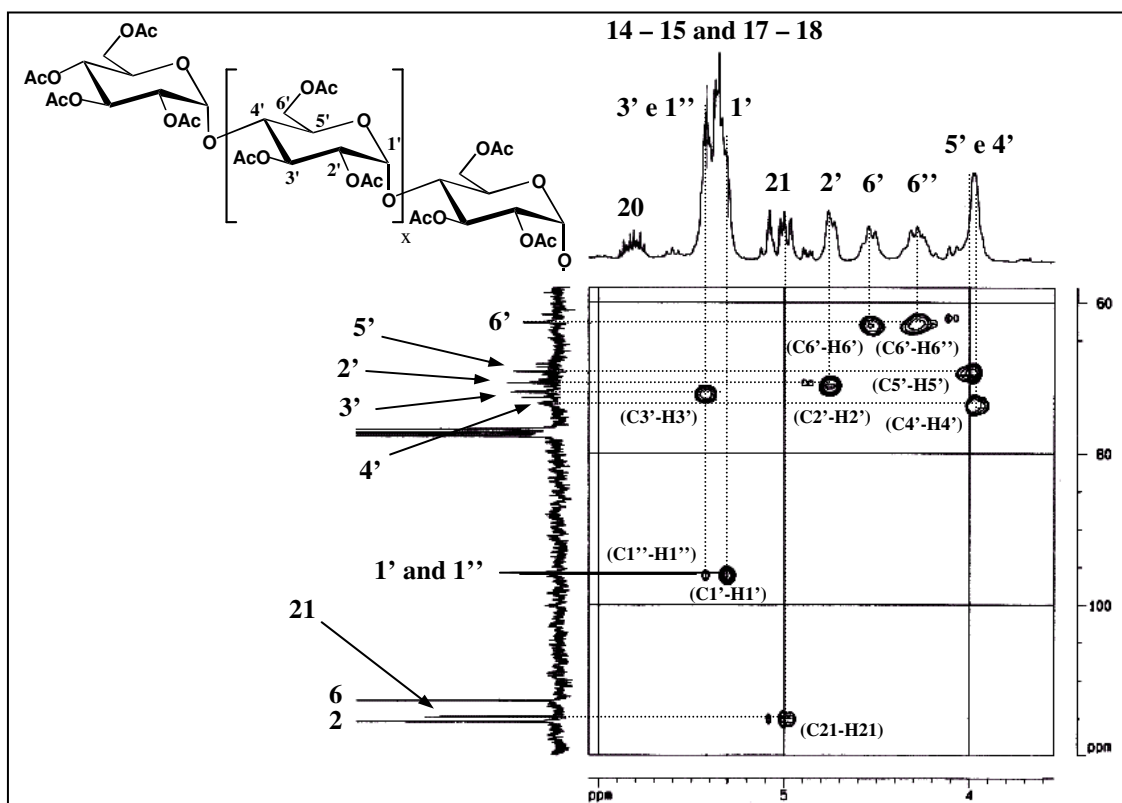 14 – 15 and 17 – 18
3’ e 1’’
1’
5’ e 4’
20
21
2’
6’
6’’
OAc
AcO
AcO
OAc
O
O
OAc
6'
4'
5'
1'
O
AcO
3'
2'
OAc
O
x
OAc
O
AcO
OAc
O
6’
5’
2’
3’
4’
1’ and 1’’
21
6
2
(C6’-H6’)
(C6’-H6’’)
(C5’-H5’)
(C3’-H3’)
(C2’-H2’)
(C4’-H4’)
(C1’’-H1’’)
(C1’-H1’)
(C21-H21)
60
80
100
ppm
ppm
5
4